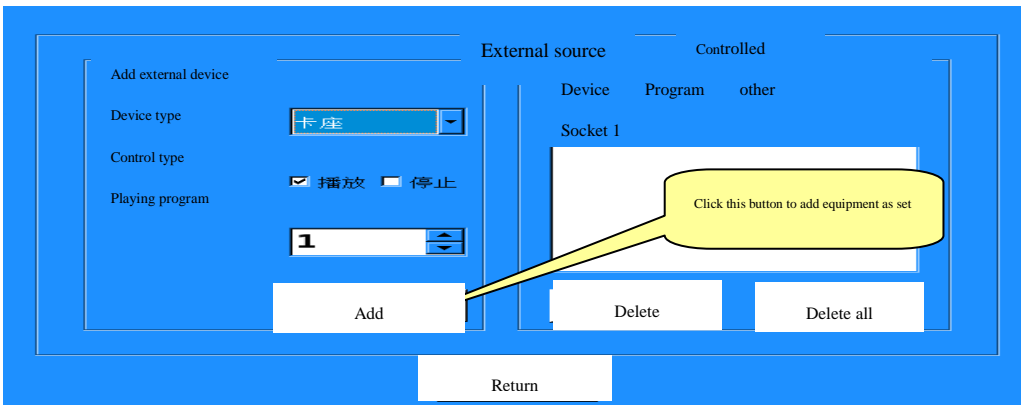 External source
Controlled
Add external device
Device type
卡座
Control type
播放 停止
Playing program
1
Add
Device Program other
Socket 1
Click this button to add equipment as set
Delete
Delete all
Return